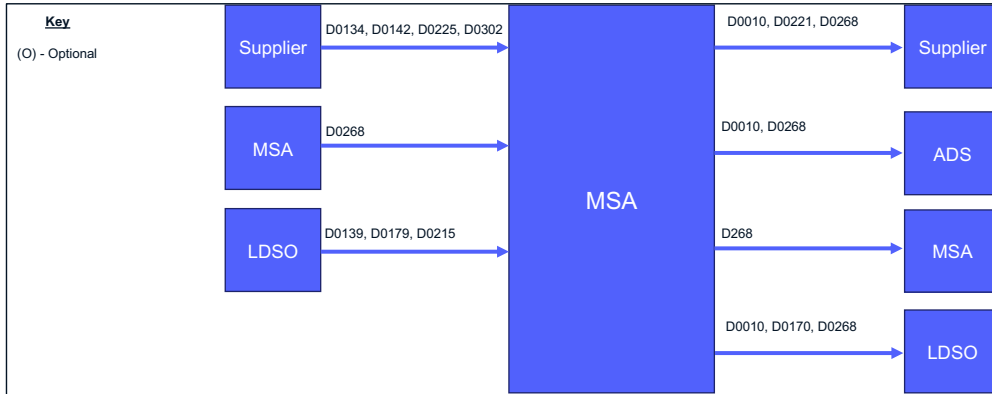 Key
(O) - Optional
Supplier
D0134, D0142, D0225, D0302
MSA
D0268
LDSO
D0139, D0179, D0215
MSA
D0010, D0221, D0268
Supplier
D0010, D0268
ADS
D268
MSA
D0010, D0170, D0268
LDSO